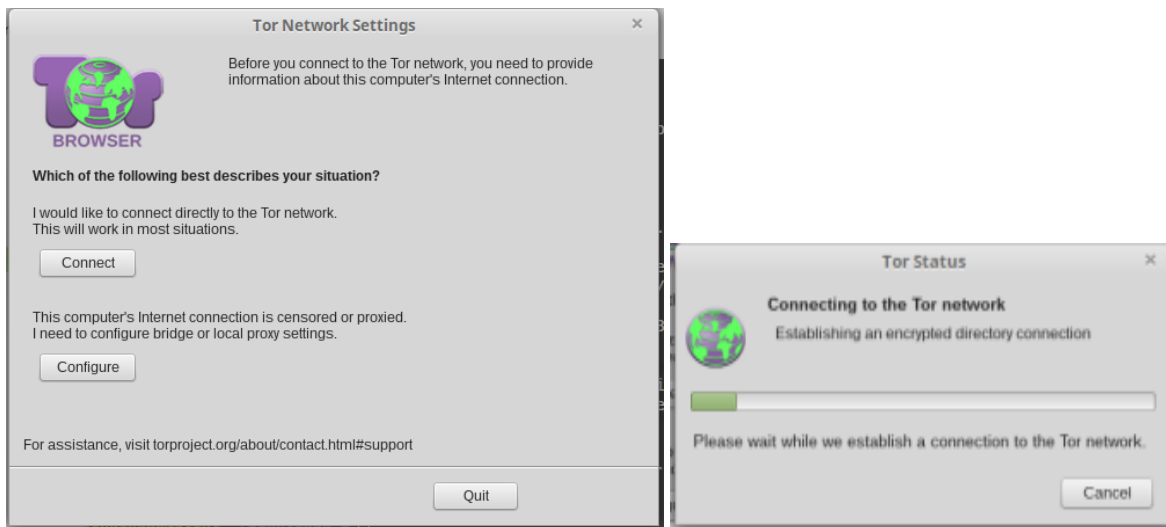 Tor Network Settings
Tor
BROWSER
Before you connect to the Tor network, you need to provide
information about this computer's Internet connection.
Which of the following best describes your situation?
I would like to connect directly to the Tor network.
This will work in most situations.
Connect
This computer's Internet connection is censored or proxied.
I need to configure bridge or local proxy settings.
Configure
For assistance, visit torproject.org/about/contact.html#support
Quit
Tor Status
Connecting to the Tor network
Establishing an encrypted directory connection
Please wait while we establish a connection to the Tor network.
Cancel